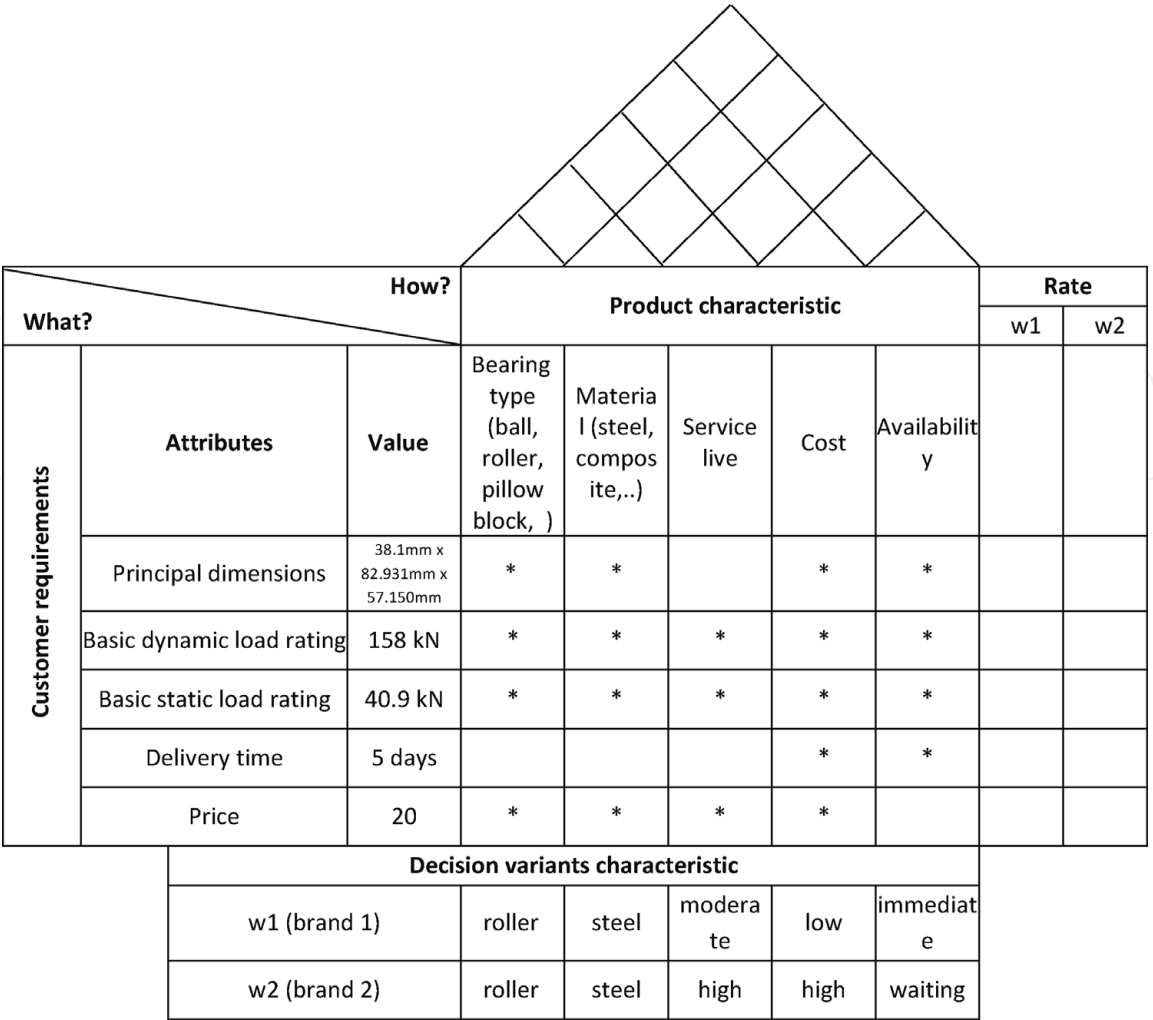 How?
What?
Product characteristic
Rate
w1
w2
Customer requirements
Attributes
Value
Bearing
type
(ball,
roller,
pillow
block,  )
Materia
l (steel,
compos
ite,..)
Service
live
Cost
Availabilit
y
Principal dimensions
38.1mm x
82.931mm x
57.150mm
*
*
*
*
Basic dynamic load rating
158 kN
*
*
*
*
*
Basic static load rating
40.9 kN
*
*
*
*
*
Delivery time
5 days
*
*
Price
20
*
*
*
*
Decision variants characteristic
w1 (brand 1)
roller
steel
modera
te
low
immediat
e
w2 (brand 2)
roller
steel
high
high
waiting